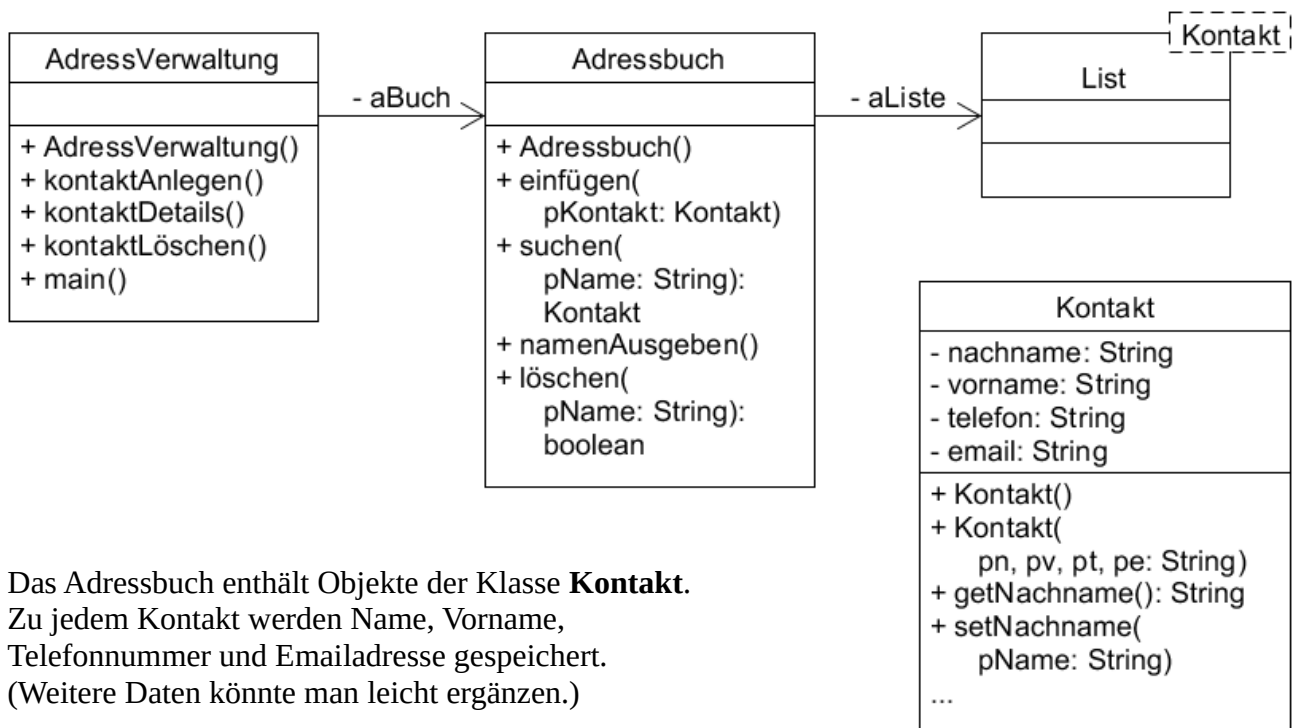 AdressVerwaltung
+ AdressVerwaltung()
+ kontaktAnlegen()
+ kontaktDetails()
+ kontaktLöschen()
+ main()
- aBuch
Adressbuch
+ Adressbuch()
+ einfügen(
pKontakt: Kontakt)
+ suchen(
pName: String):
Kontakt
+ namenAusgeben()
+ löschen(
pName: String):
boolean
- aListe
Kontakt
List
Kontakt
- nachname: String
- vorname: String
- telefon: String
- email: String
+ Kontakt()
+ Kontakt(
pn, pv, pt, pe: String)
+ getNachname(): String
+ setNachname(
pName: String)
...
Das Adressbuch enthält Objekte der Klasse Kontakt.
Zu jedem Kontakt werden Name, Vorname,
Telefonnummer und Emailadresse gespeichert.
(Weitere Daten könnte man leicht ergänzen.)